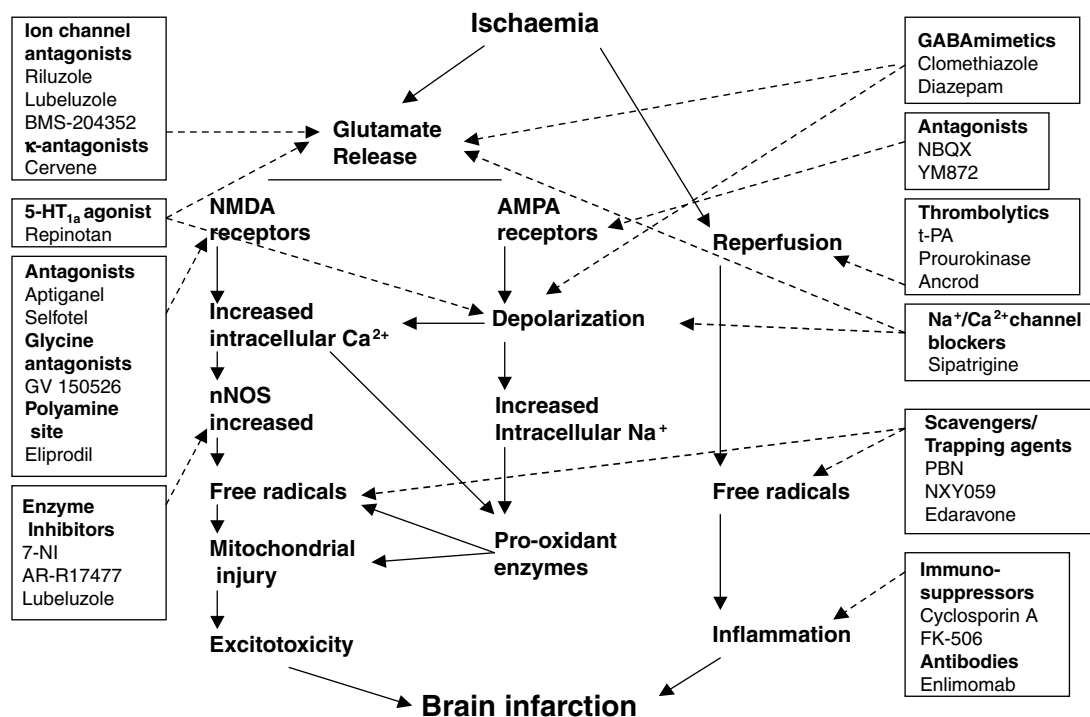 Ischaemia
Ion channel
antagonists
Riluzole
Lubeluzole
BMS-204352
κ-antagonists
Cervene
5-HT1a agonist
Repinotan
Antagonists
Aptiganel
Selfotel
Glycine
antagonists
GV 150526
Polyamine
site
Eliprodil
Enzyme
Inhibitors
7-NI
AR-R17477
Lubeluzole
Glutamate
Release
NMDA
receptors
Increased
intracellular Ca2+
nNOS
increased
Free radicals
Mitochondrial
injury
Excitotoxicity
AMPA
receptors
Depolarization
Increased
Intracellular Na+
Pro-oxidant
enzymes
Reperfusion
Free radicals
Inflammation
Brain infarction
GABAmimetics
Clomethiazole
Diazepam
Antagonists
NBQX
YM872
Thrombolytics
t-PA
Prourokinase
Ancrod
Na+/Ca2+channel
blockers
Sipatrigine
Scavengers/
Trapping agents
PBN
NXY059
Edaravone
Immuno-
suppressors
Cyclosporin A
FK-506
Antibodies
Enlimomab